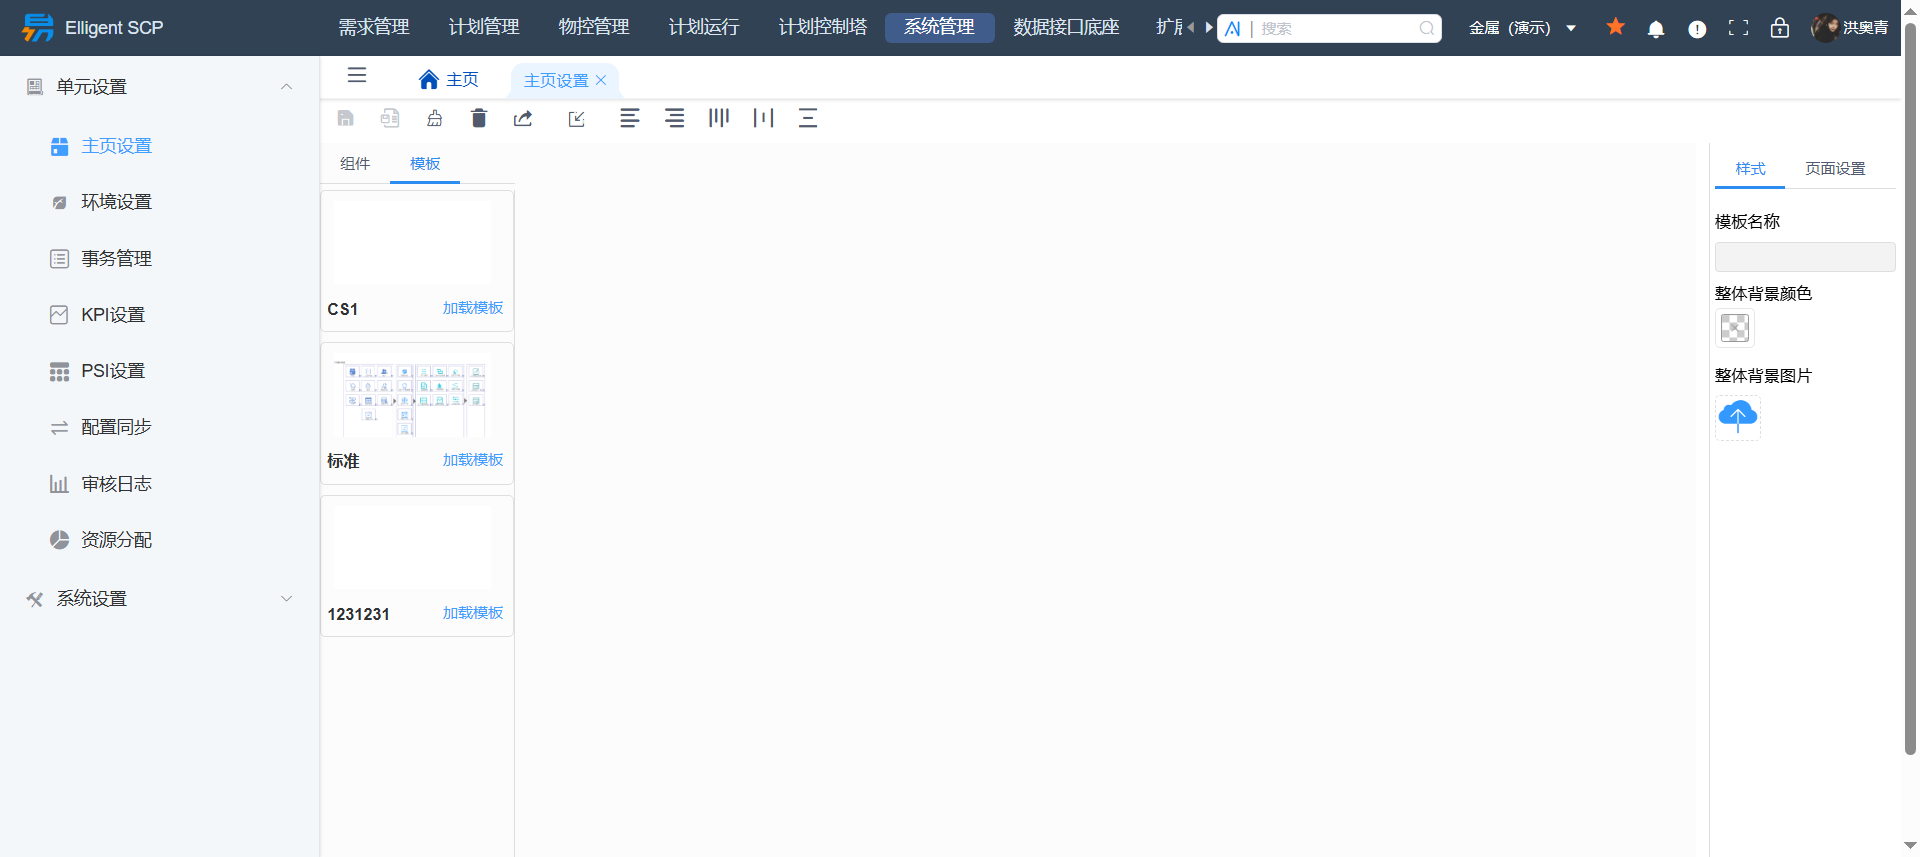 Elligent SCP
需求管理
计划管理
物控管理
计划运行
计划控制塔
系统管理
数据接口底座
扩
搜索
金属（演示）
洪奥青
单元设置
主页设置
环境设置
事务管理
KPI设置
PSI设置
配置同步
审核日志
资源分配
系统设置
主页
主页设置
组件
模板
CS1
加载模板
标准
加载模板
1231231
加载模板
样式
页面设置
模板名称
整体背景颜色
整体背景图片